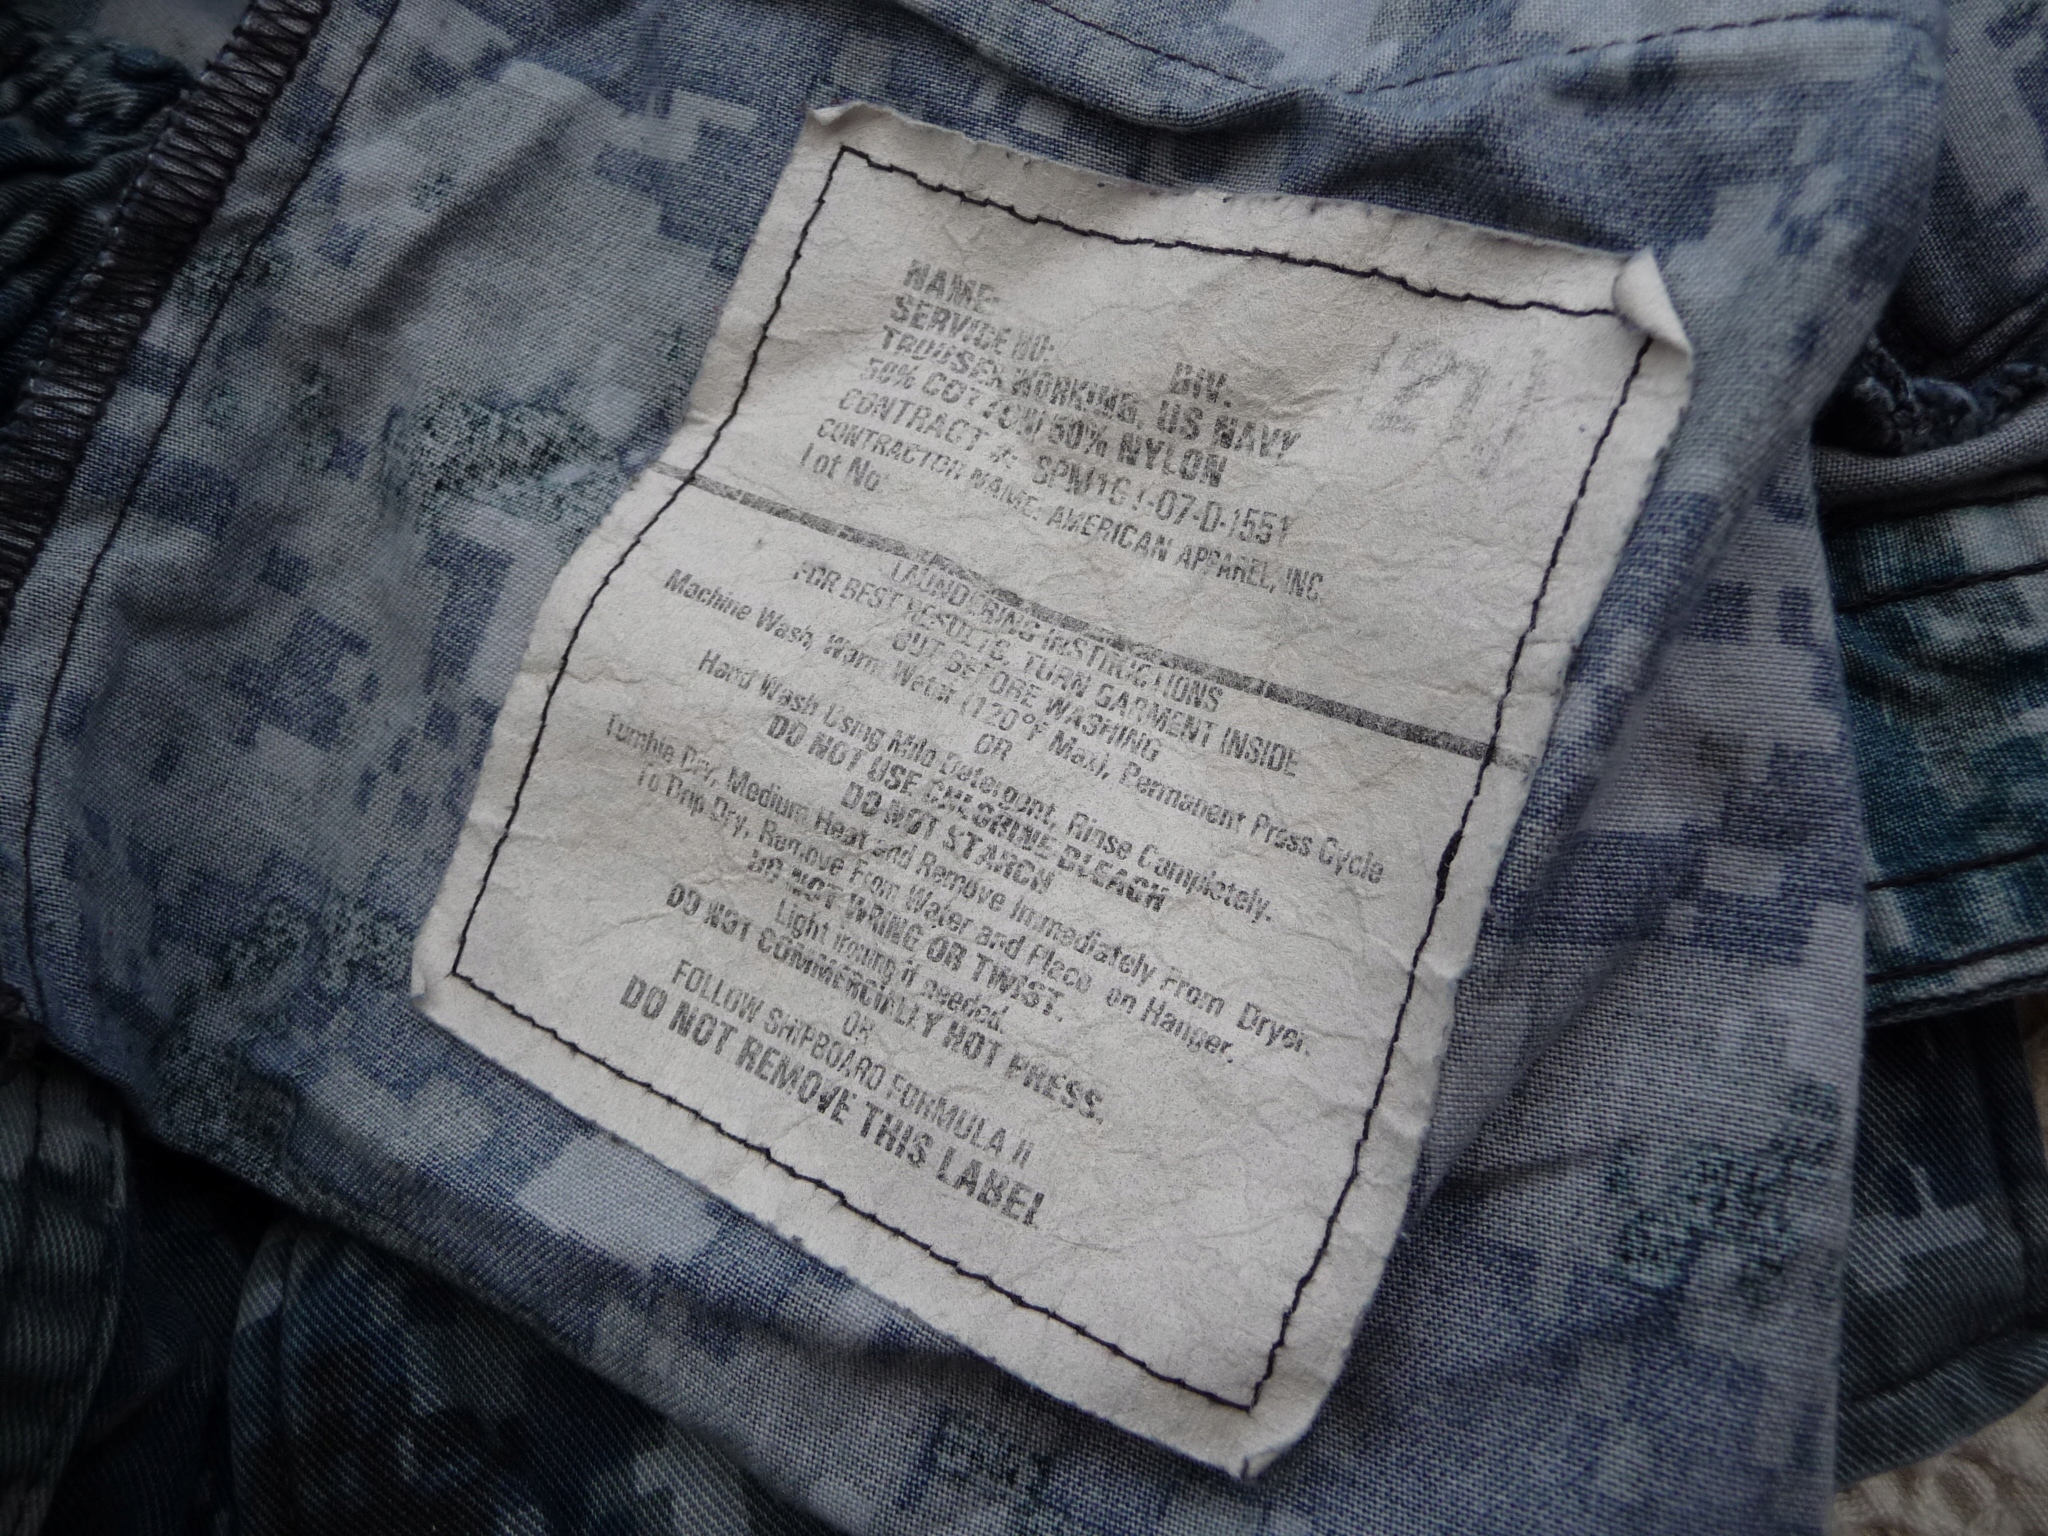 NAME:
SERVICE NO:
DIV.
TROUSER WORKING, US NAVY
50% COTTON 50% NYLON
CONTRACT #: SPM1C1-07-D-1551
CONTRACTOR NAME: AMERICAN APPAREL, INC.
Lot No
LAUNDERING INSTRUCTIONS
FOR BEST RESULTS, TURN GARMENT INSIDE
OUT BEFORE WASHING
Machine Wash, Warm Water (120°F Max), Permanent Press Cycle
OR
Hand Wash Using Mild Detergent, Rinse Completely.
DO NOT USE CHLORINE BLEACH
DO NOT STARCH
Tumble Dry, Medium Heat and Remove Immediately From Dryer.
To Drip Dry, Remove From Water and Place on Hanger.
DO NOT WRING OR TWIST.
Light ironing if needed.
DO NOT COMMERCIALLY HOT PRESS.
OR
FOLLOW SHIPBOARD FORMULA II
DO NOT REMOVE THIS LABEL